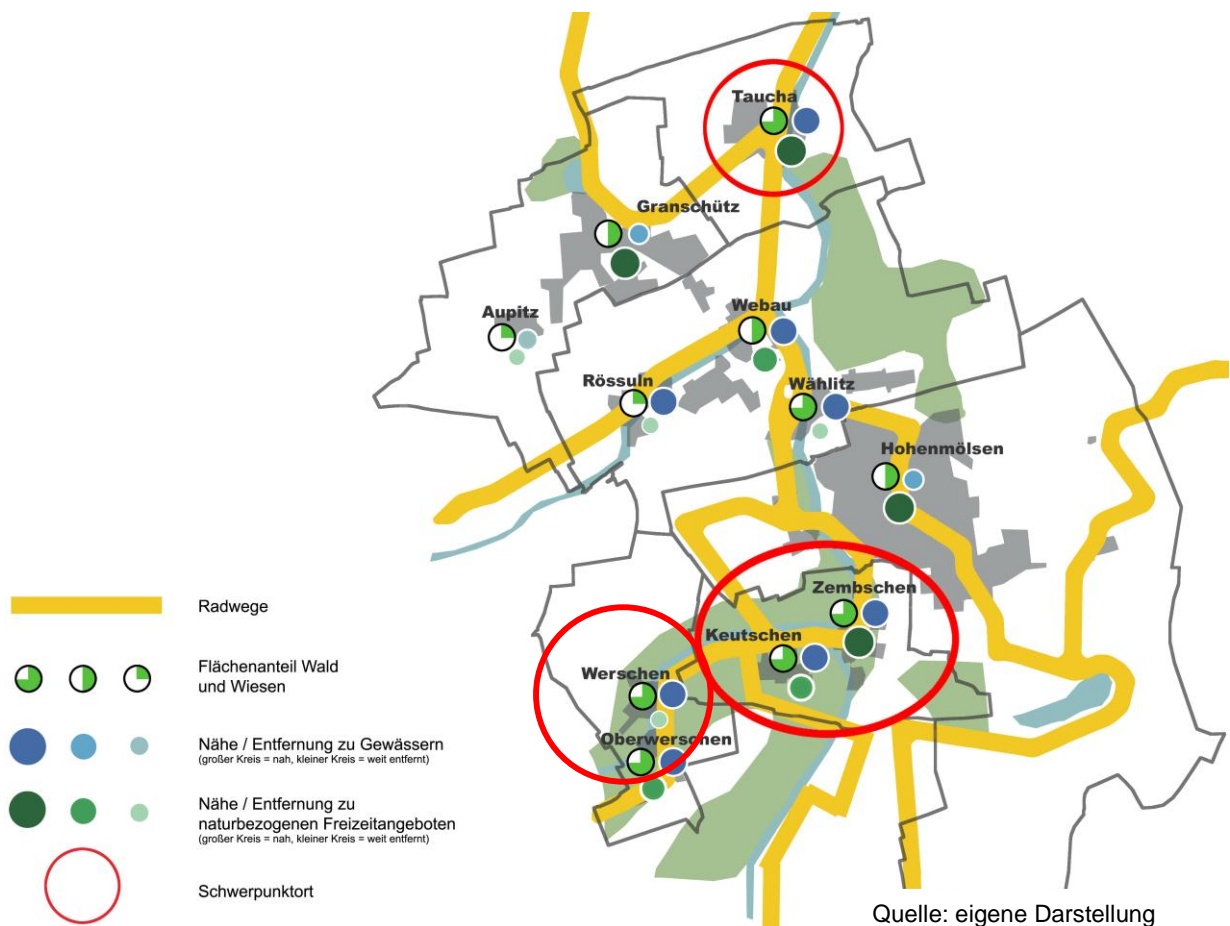 Taucha
Granschütz
Aupitz
Webau
Rössuln
Wählitz
Hohenmölsen
Zembschen
Keutschen
Werschen
Oberwerschen
Radwege
Flächenanteil Wald
und Wiesen
Nähe / Entfernung zu Gewässern
(großer Kreis = nah, kleiner Kreis = weit entfernt)
Nähe / Entfernung zu
naturbezogenen Freizeitangeboten
(großer Kreis = nah, kleiner Kreis = weit entfernt)
Schwerpunktort
Quelle: eigene Darstellung